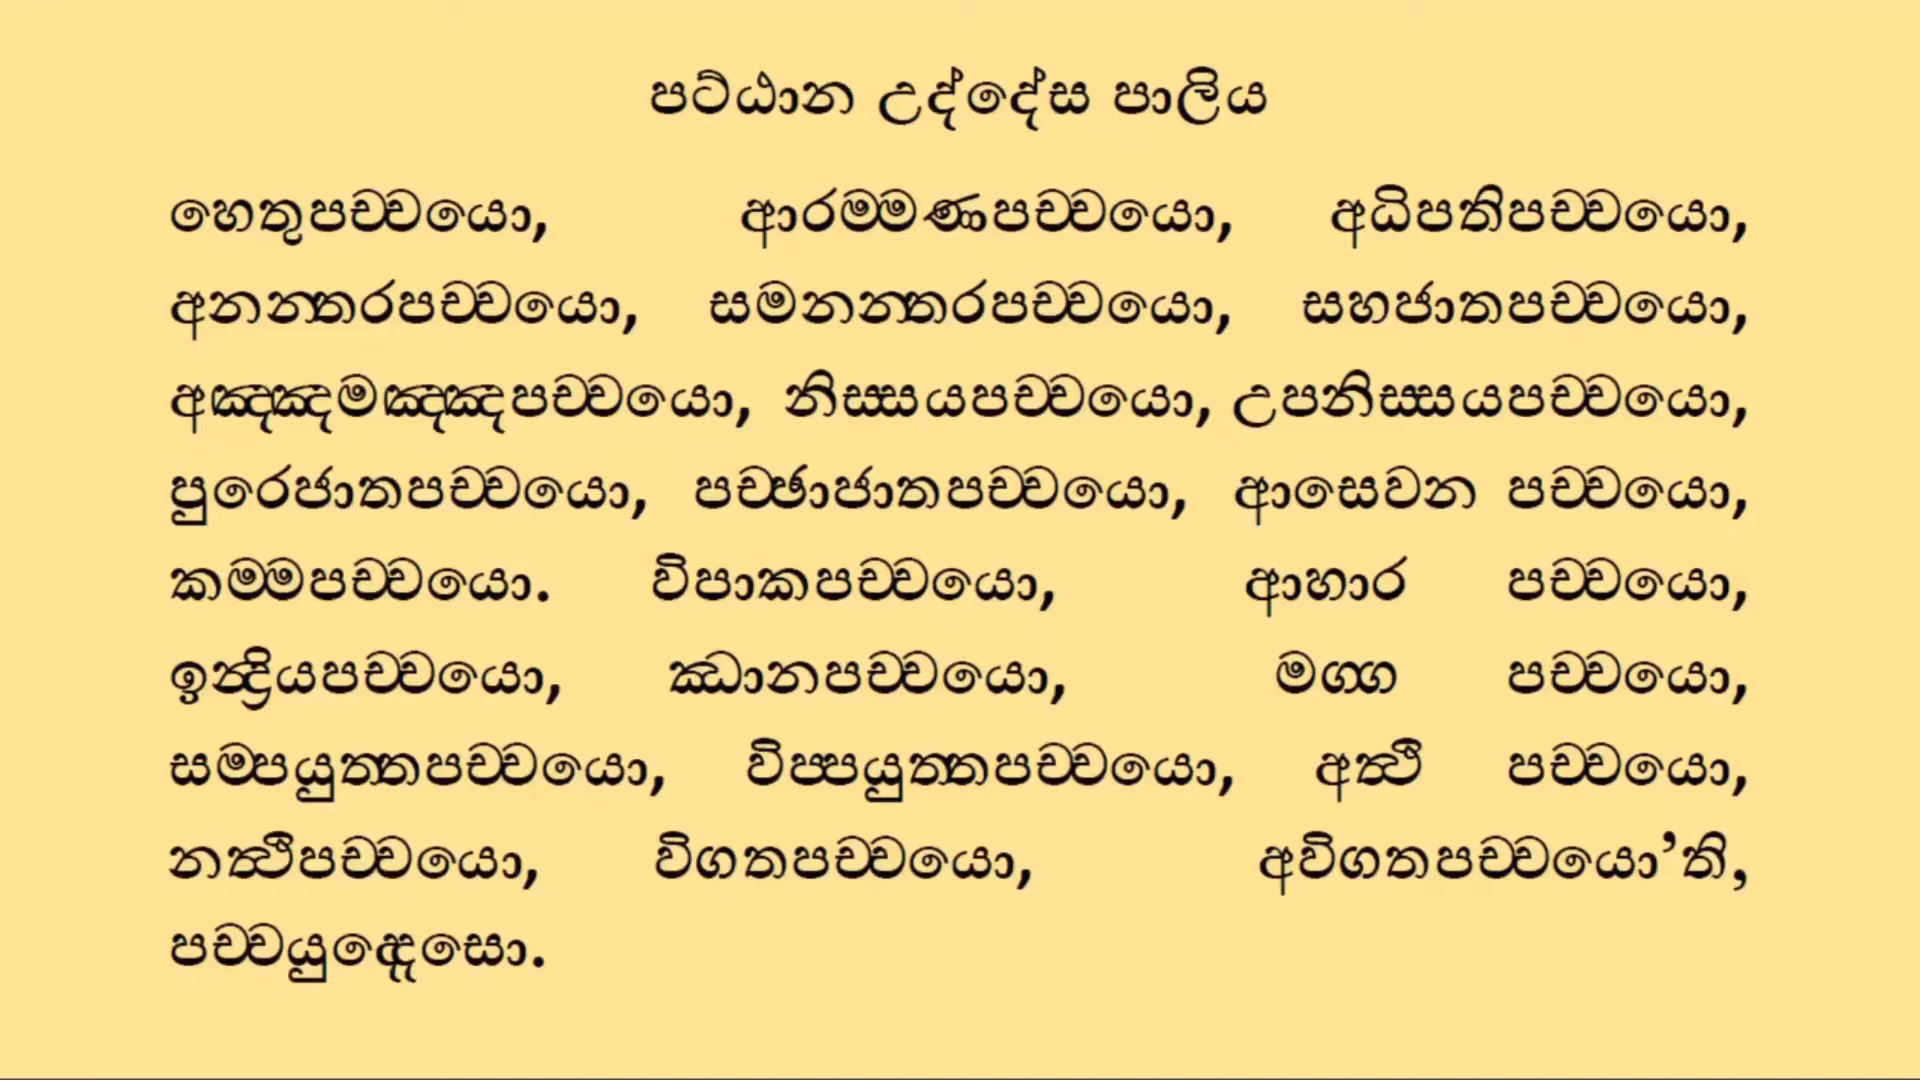 පට්ඨාන උද්දේස පාලිය
හෙතුපච‍්චයො, ආරම‍්මණපච‍්චයො, අධිපතිපච‍්චයො,
අනන‍්තරපච‍්චයො, සමනන‍්තරපච‍්චයො, සහජාතපච‍්චයො,
අඤ‍්ඤමඤ‍්ඤපච‍්චයො, නිස‍්සයපච‍්චයො, උපනිස‍්සයපච‍්චයො,
පුරෙජාතපච‍්චයො, පච‍්ඡාජාතපච‍්චයො, ආසෙවන පච‍්චයො,
කම‍්මපච‍්චයො. විපාකපච‍්චයො, ආහාර පච‍්චයො,
ඉන්‍ද්‍රියපච‍්චයො, ඣානපච‍්චයො, මග‍්ග පච‍්චයො,
සම‍්පයුත‍්තපච‍්චයො, විප‍්පයුත‍්තපච‍්චයො, අත්‍ථි පච‍්චයො,
නත්‍ථිපච‍්චයො, විගතපච‍්චයො, අවිගතපච‍්චයො’ති,
පච‍්චයුද‍්දෙසො.